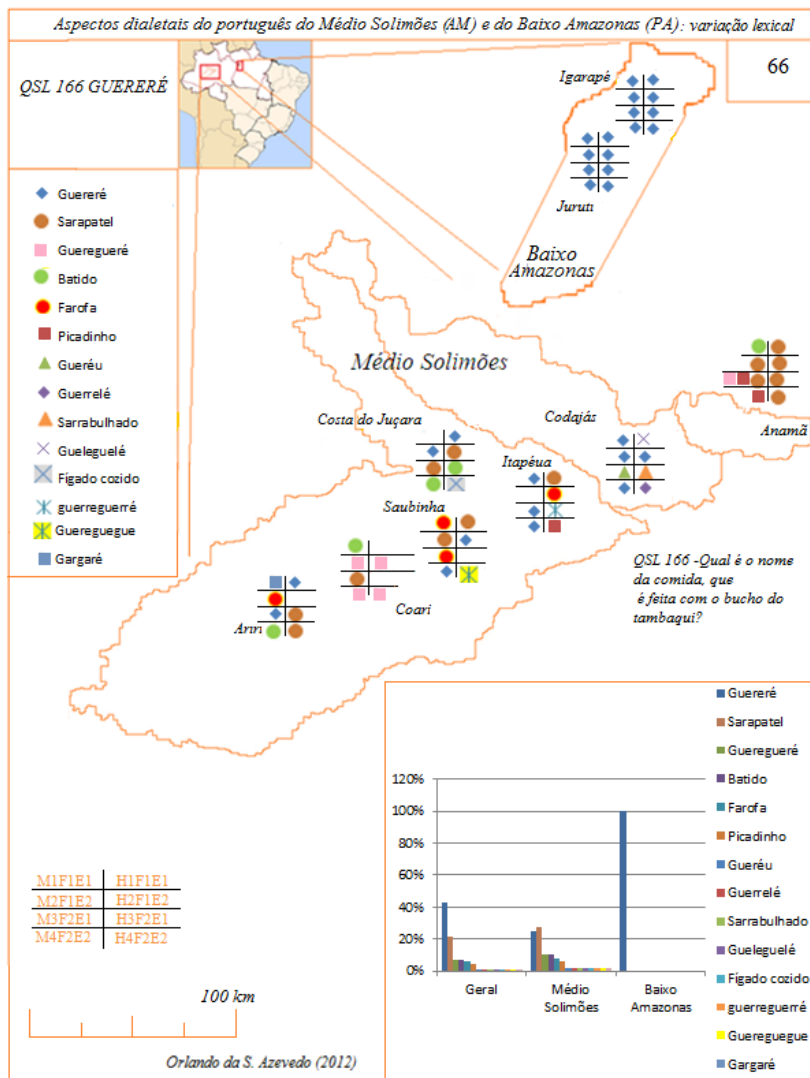 Aspectos dialetais do português do Médio Solimões (AM) e do Baixo Amazonas (PA): variação lexical
QSL 166 GUERERÉ
66
Igarapé
Juruti
Baixo
Amazonas
Guereré
Sarapatel
Guheregueré
Batido
Farofa
Picadinho
Gueréu
Guerrelé
Sarrabulhado
Gueleguelé
Fígado cozido
guerreguerré
Guereguegue
Gargaré
Médio Solimões
Costa do Juçara
Codajás
Anamã
Itapéua
Saubinha
Coari
Ariri
QSL 166 -Qual é o nome
da comida, que
é feita com o bucho do
tambaqui?
M1F1E1 H1F1E1
M2F1E2 H2F1E2
M3F2E1 H3F2E1
M4F2E2 H4F2E2
100 km
Orlando da S. Azevedo (2012)
120%
100%
80%
60%
40%
20%
0%
Geral
Médio
Solimões
Baixo
Amazonas
Guereré
Sarapatel
Gueregueré
Batido
Farofa
Picadinho
Gueréu
Guerrelé
Sarrabulhado
Gueleguelé
Fígado cozido
guerreguerré
Guereguegue
Gargaré